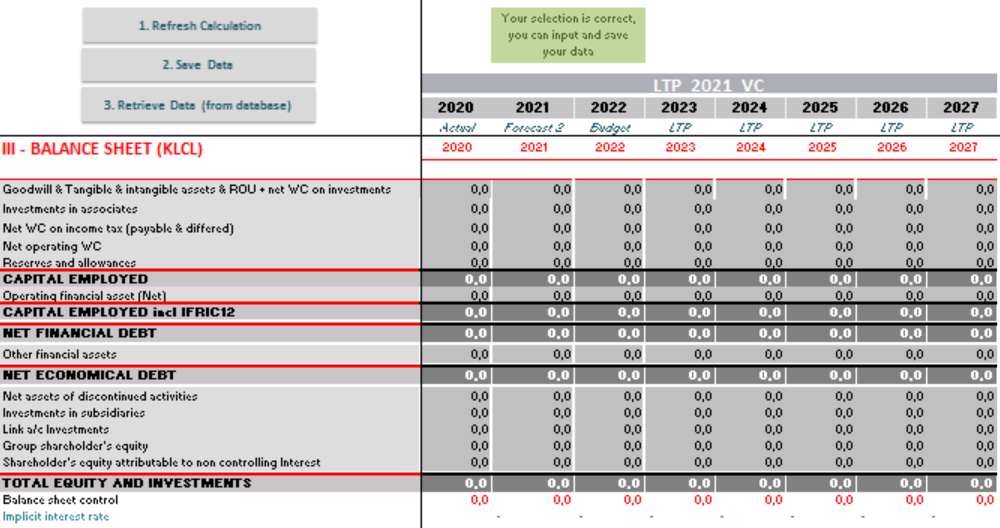 1. Refresh Calculation
2. Save Data
3. Retrieve Data (from database)
Your selection is correct,
you can input and save
your data
LTP 2021 VC
2020 2021 2022 2023 2024 2025 2026 2027
Actual Forecast 2 Budget LTP LTP LTP LTP LTP
III - BALANCE SHEET (KLCL) 2020 2021 2022 2023 2024 2025 2026 2027
Goodwill & Tangible & intangible assets & ROU + net WC on investments 0,0 0,0 0,0 0,0 0,0 0,0 0,0 0,0
Investments in associates 0,0 0,0 0,0 0,0 0,0 0,0 0,0 0,0
Net WC on income tax (payable & differed) 0,0 0,0 0,0 0,0 0,0 0,0 0,0 0,0
Net operating WC 0,0 0,0 0,0 0,0 0,0 0,0 0,0 0,0
Reserves and allowances 0,0 0,0 0,0 0,0 0,0 0,0 0,0 0,0
CAPITAL EMPLOYED 0,0 0,0 0,0 0,0 0,0 0,0 0,0 0,0
Operating financial asset (Net) 0,0 0,0 0,0 0,0 0,0 0,0 0,0 0,0
CAPITAL EMPLOYED incl IFRIC12 0,0 0,0 0,0 0,0 0,0 0,0 0,0 0,0
NET FINANCIAL DEBT 0,0 0,0 0,0 0,0 0,0 0,0 0,0 0,0
Other financial assets 0,0 0,0 0,0 0,0 0,0 0,0 0,0 0,0
NET ECONOMICAL DEBT 0,0 0,0 0,0 0,0 0,0 0,0 0,0 0,0
Net assets of discontinued activities 0,0 0,0 0,0 0,0 0,0 0,0 0,0 0,0
Investments in subsidiaries 0,0 0,0 0,0 0,0 0,0 0,0 0,0 0,0
Link a/c Investments 0,0 0,0 0,0 0,0 0,0 0,0 0,0 0,0
Group shareholder's equity 0,0 0,0 0,0 0,0 0,0 0,0 0,0 0,0
Shareholder's equity attributable to non controlling Interest 0,0 0,0 0,0 0,0 0,0 0,0 0,0 0,0
TOTAL EQUITY AND INVESTMENTS 0,0 0,0 0,0 0,0 0,0 0,0 0,0 0,0
Balance sheet control 0,0 0,0 0,0 0,0 0,0 0,0 0,0 0,0
Implicit interest rate - - - - - - -